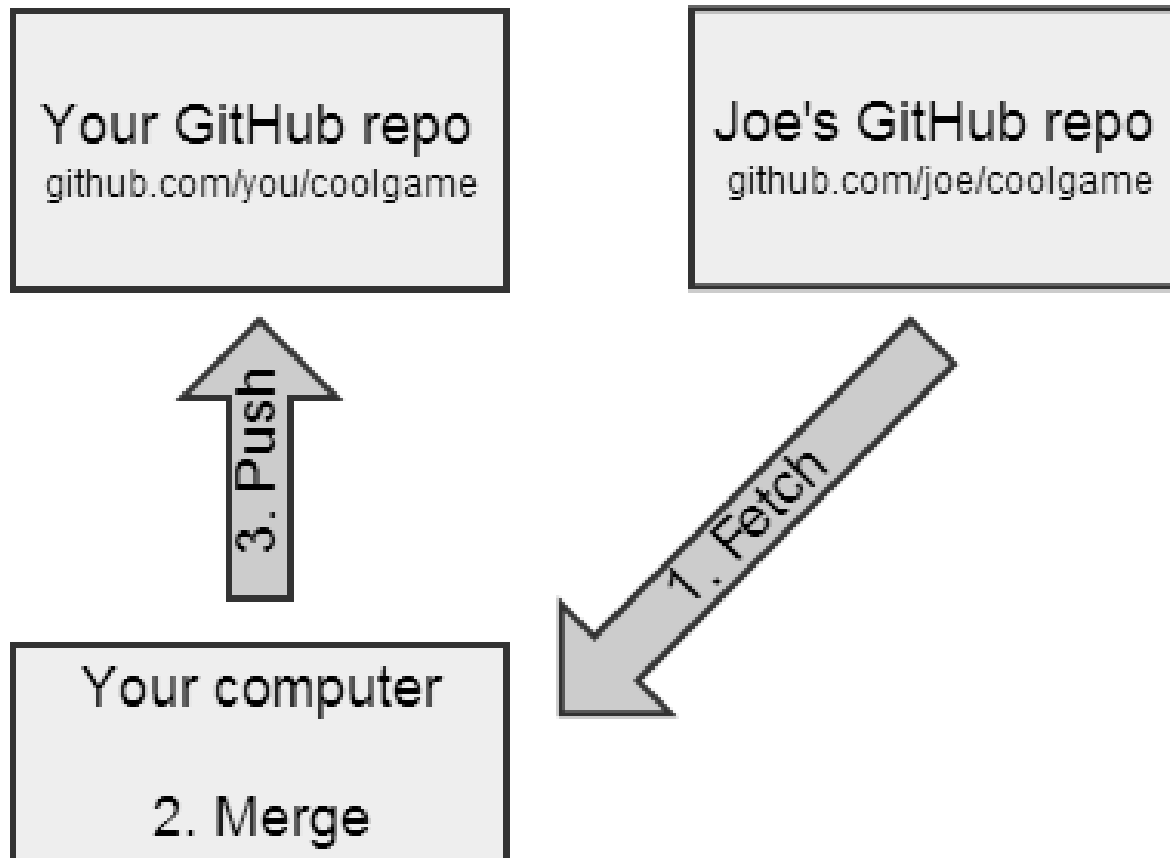 Your GitHub repo
github.com/you/coolgame
Joe's GitHub repo
github.com/joe/coolgame
3. Push
1. Fetch
Your computer
2. Merge